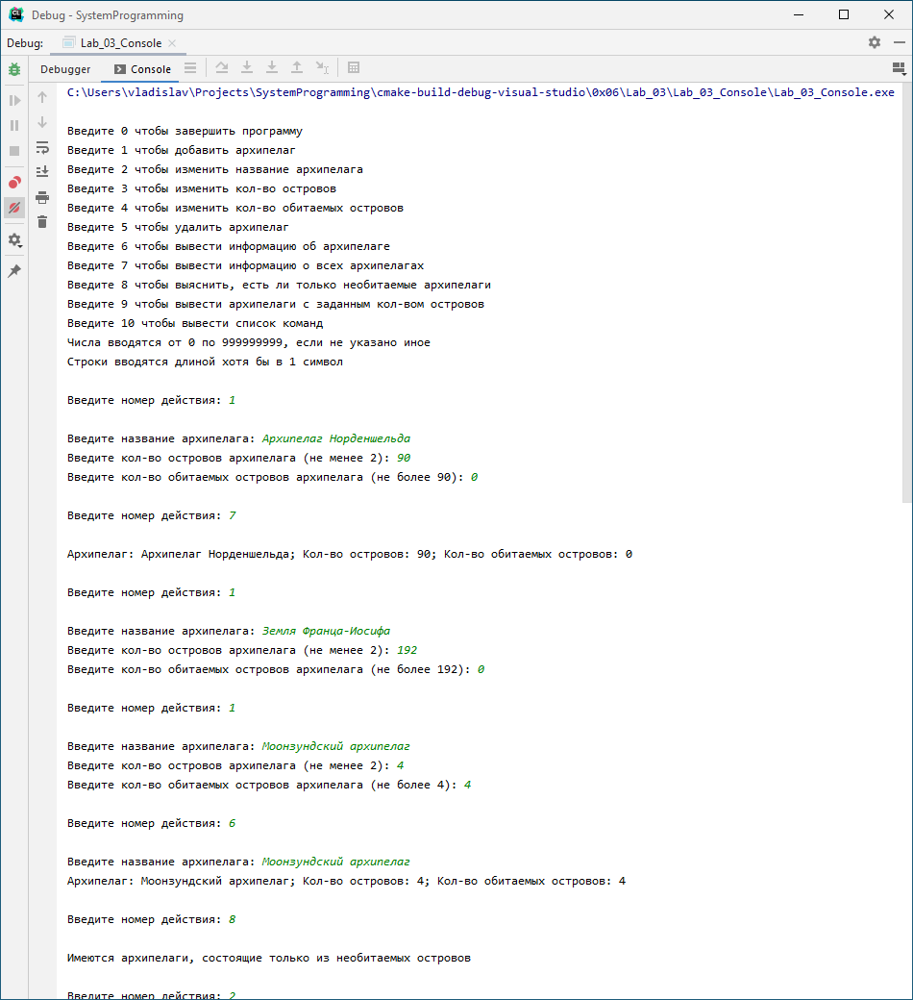 Debug - SystemProgramming
Debug: Lab_03_Console
Debugger Console
C:\Users\vladislav\Projects\SystemProgramming\cmake-build-debug-visual-studio\0x06\Lab_03\Lab_03_Console\Lab_03_Console.exe
Введите 0 чтобы завершить программу
Введите 1 чтобы добавить архипелаг
Введите 2 чтобы изменить название архипелага
Введите 3 чтобы изменить кол-во островов
Введите 4 чтобы изменить кол-во обитаемых островов
Введите 5 чтобы удалить архипелаг
Введите 6 чтобы вывести информацию об архипелаге
Введите 7 чтобы вывести информацию о всех архипелагах
Введите 8 чтобы выяснить, есть ли только необитаемые архипелаги
Введите 9 чтобы вывести архипелаги с заданным кол-вом островов
Введите 10 чтобы вывести список команд
Числа вводятся от 0 по 999999999, если не указано иное
Строки вводятся длиной хотя бы в 1 символ
Введите номер действия: 1
Введите название архипелага: Архипелаг Норденшельда
Введите кол-во островов архипелага (не менее 2): 90
Введите кол-во обитаемых островов архипелага (не более 90): 0
Введите номер действия: 7
Архипелаг: Архипелаг Норденшельда; Кол-во островов: 90; Кол-во обитаемых островов: 0
Введите номер действия: 1
Введите название архипелага: Земля Франца-Иосифа
Введите кол-во островов архипелага (не менее 2): 192
Введите кол-во обитаемых островов архипелага (не более 192): 0
Введите номер действия: 1
Введите название архипелага: Моонзундский архипелаг
Введите кол-во островов архипелага (не менее 2): 4
Введите кол-во обитаемых островов архипелага (не более 4): 4
Введите номер действия: 6
Введите название архипелага: Моонзундский архипелаг
Архипелаг: Моонзундский архипелаг; Кол-во островов: 4; Кол-во обитаемых островов: 4
Введите номер действия: 8
Имеются архипелаги, состоящие только из необитаемых островов
Введите номер действия: 2